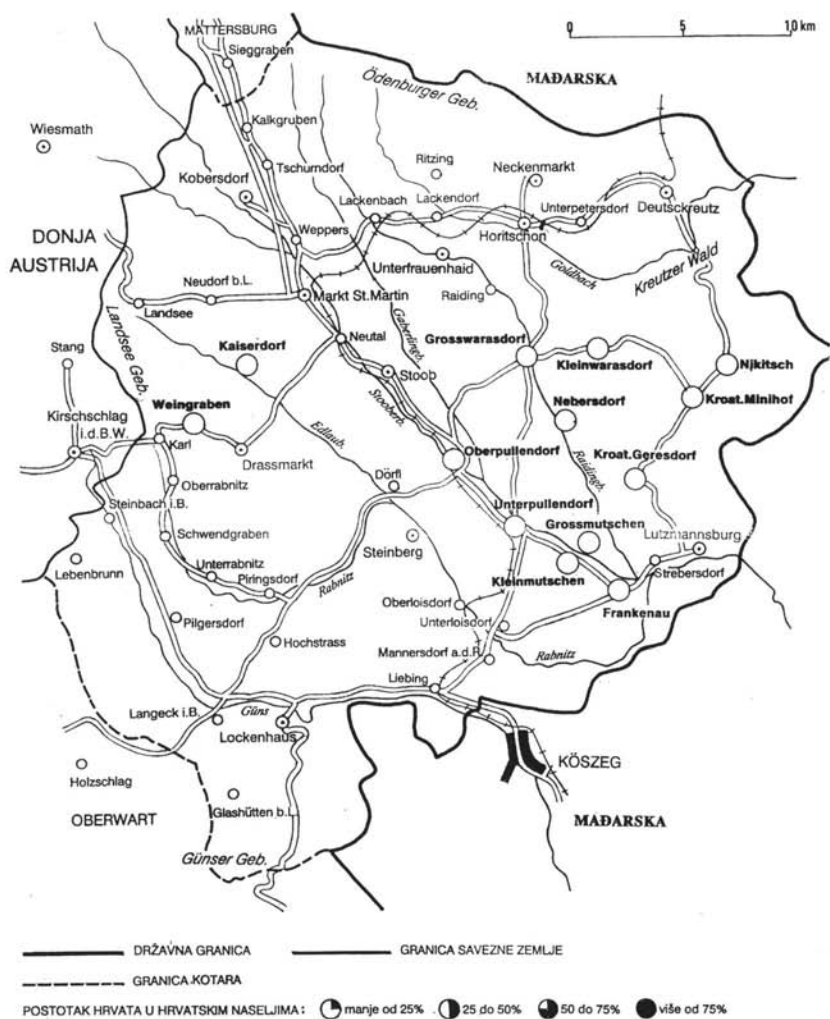 MATTERSBURG
Sieggraben
0 5 10 km
MAĐARSKA
Ödenburger Geb.
Wiesmath
Kalkgruben
Tschurndorf
Kobersdorf
Ritzing
Neckenmarkt
Lackenbach
Lackendorf
Unterpetersdorf
Deutsckreutz
Weppers
Horitschon
DONJA
AUSTRIJA
Unterfrauenhaid
Goldbach
Kreutzer Wald
Neudorf b.L.
Markt St.Martin
Raiding
Landsee
Landsee Geb.
Gaberlingb.
Neutal
Grosswarasdorf
Kleinwarasdorf
Njkitsch
Stang
Kaiserdorf
Stoob
Stooberb.
Nebersdorf
Kroat.Minihof
Weingraben
Kirschschlag
i.d.B.W.
Karl
Edlaub.
Raidingb.
Drassmarkt
Oberpullendorf
Kroat.Geresdorf
Oberrabnitz
Dörfl
Steinbach i.B.
Unterpullendorf
Schwendgraben
Grossmutschen
Lutzmannsburg
Steinberg
Lebenbrunn
Unterrabnitz
Piringsdorf
Rabnitz
Kleinmutschen
Strebersdorf
Oberloisdorf
Frankenau
Pilgersdorf
Unterloisdorf
Hochstrass
Mannersdorf a.d.R.
Rabnitz
Liebing
Langeck i.B.
Güns
Lockenhaus
KÖSZEG
Holzschlag
Glashütten b.L.
OBERWART
MAĐARSKA
Günser Geb.
DRŽAVNA GRANICA
GRANICA SAVEZNE ZEMLJE
GRANICA KOTARA
POSTOTAK HRVATA U HRVATSKIM NASELJIMA: manje od 25% 25 do 50% 50 do 75% više od 75%